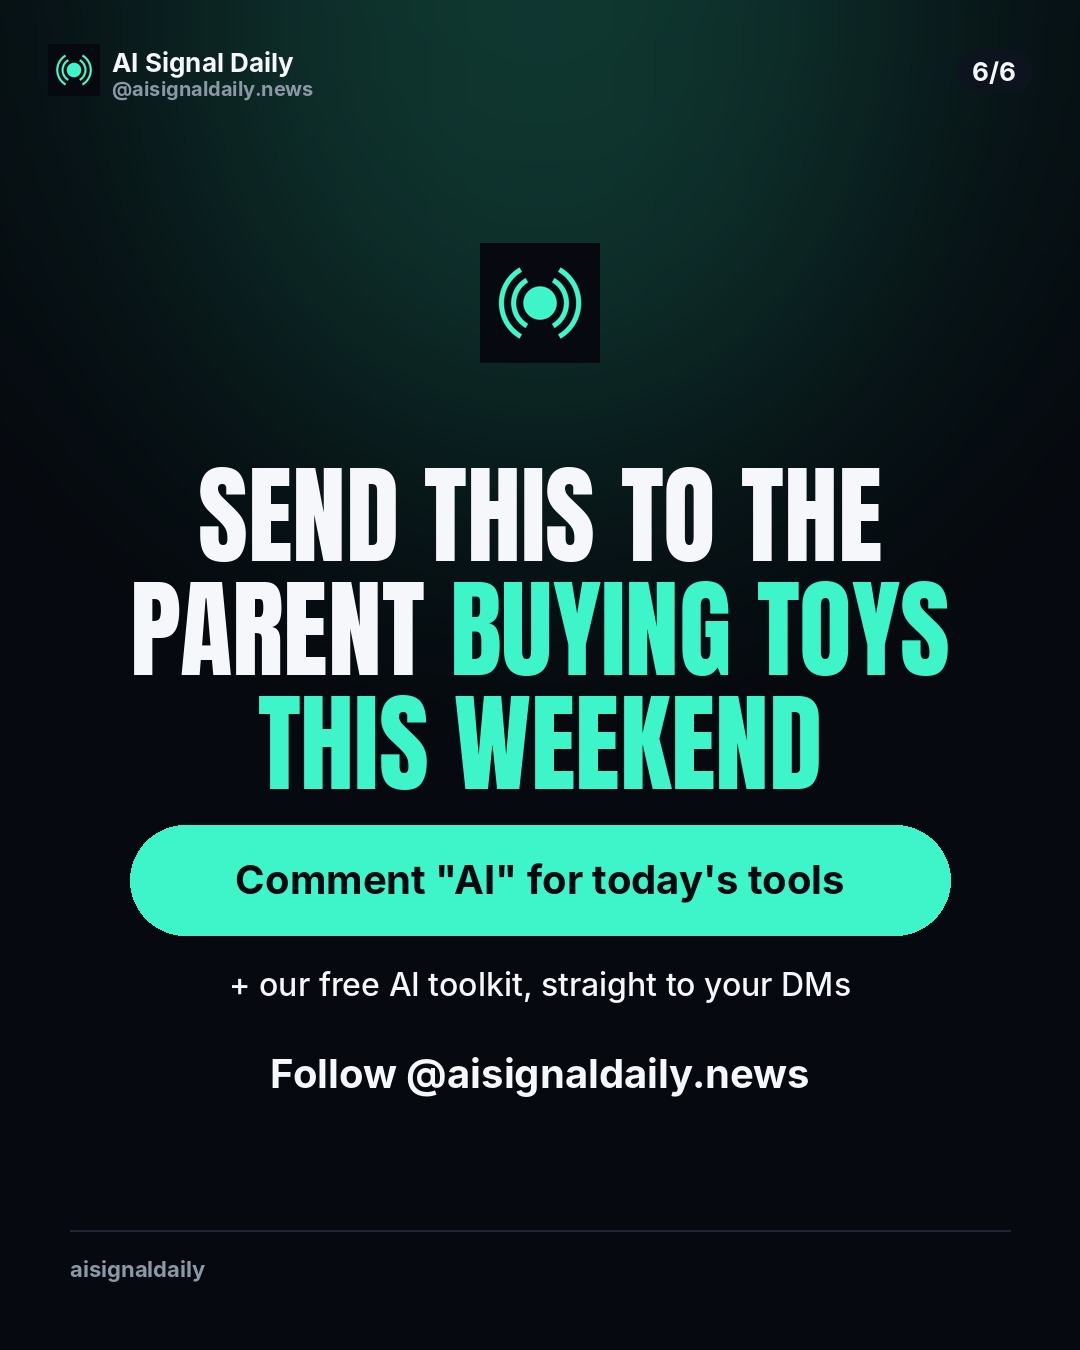 AI Signal Daily
@aisignaldaily.news
6/6
SEND THIS TO THE
PARENT BUYING TOYS
THIS WEEKEND
Comment "AI" for today's tools
+ our free AI toolkit, straight to your DMs
Follow @aisignaldaily.news
aisignaldaily